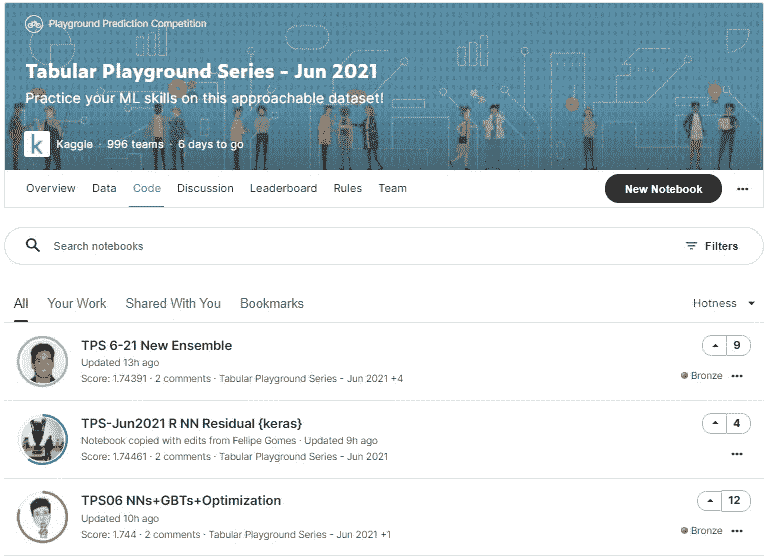 Playground Prediction Competition
Tabular Playground Series - Jun 2021
Practice your ML skills on this approachable dataset!
k Kaggle · 996 teams · 6 days to go
Overview Data Code Discussion Leaderboard Rules Team New Notebook
Search notebooks Filters
All Your Work Shared With You Bookmarks Hotness
TPS 6-21 New Ensemble 9
Updated 13h ago
Score: 1.74391 · 2 comments · Tabular Playground Series - Jun 2021 +4 Bronze
TPS-Jun2021 R NN Residual {keras} 4
Notebook copied with edits from Fellipe Gomes · Updated 9h ago
Score: 1.74461 · 2 comments · Tabular Playground Series - Jun 2021
TPS06 NNs+GBTs+Optimization 12
Updated 10h ago
Score: 1.744 · 2 comments · Tabular Playground Series - Jun 2021 +1 Bronze